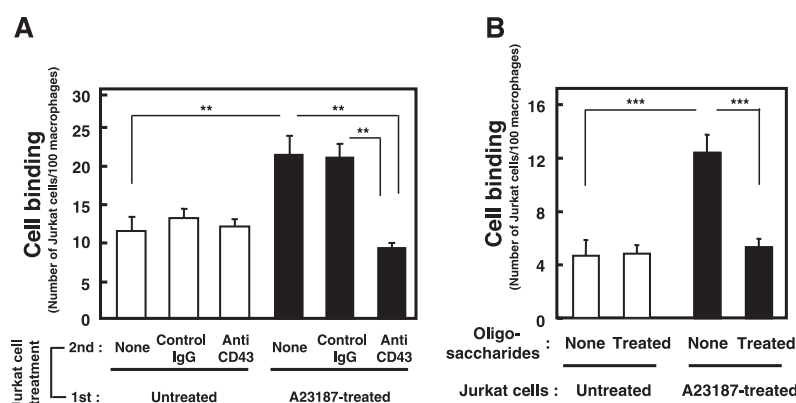 A
Cell binding
(Number of Jurkat cells/100 macrophages)
30
25
20
15
10
5
0
**
**
**
Jurkat cell
treatment
2nd :
None
Control
IgG
Anti
CD43
None
Control
IgG
Anti
CD43
1st :
Untreated
A23187-treated
B
Cell binding
(Number of Jurkat cells/100 macrophages)
16
12
8
4
0
***
***
Oligo-
saccharides
:
None
Treated
None
Treated
Jurkat cells :
Untreated
A23187-treated